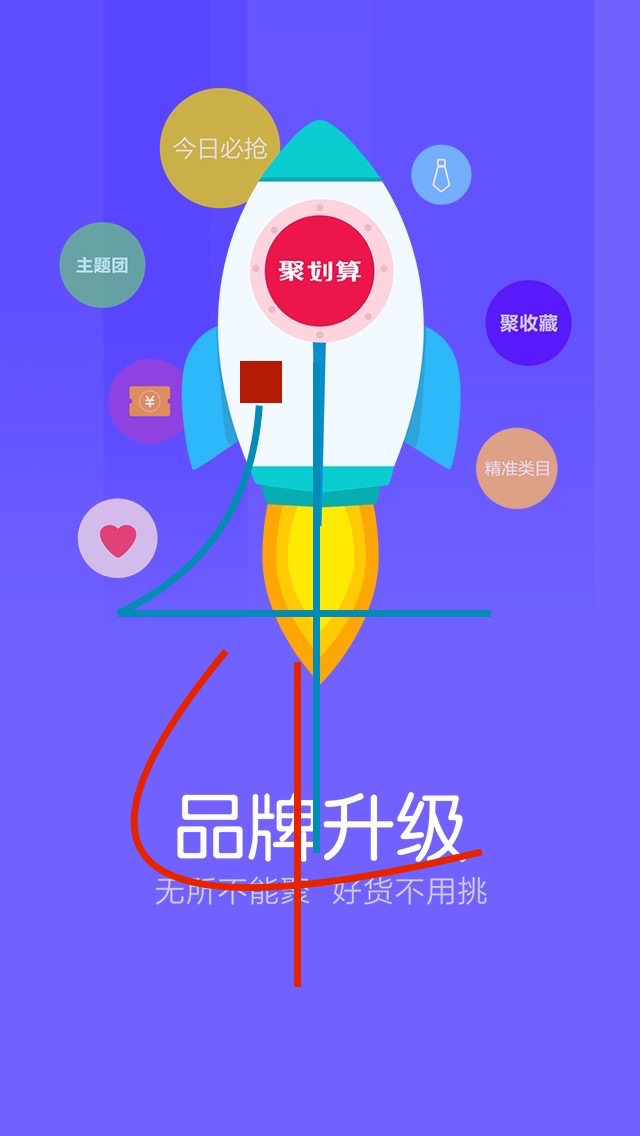 今日必抢
主题团
聚划算
聚收藏
¥
精准类目
品牌升级
无所不能聚 好货不用挑